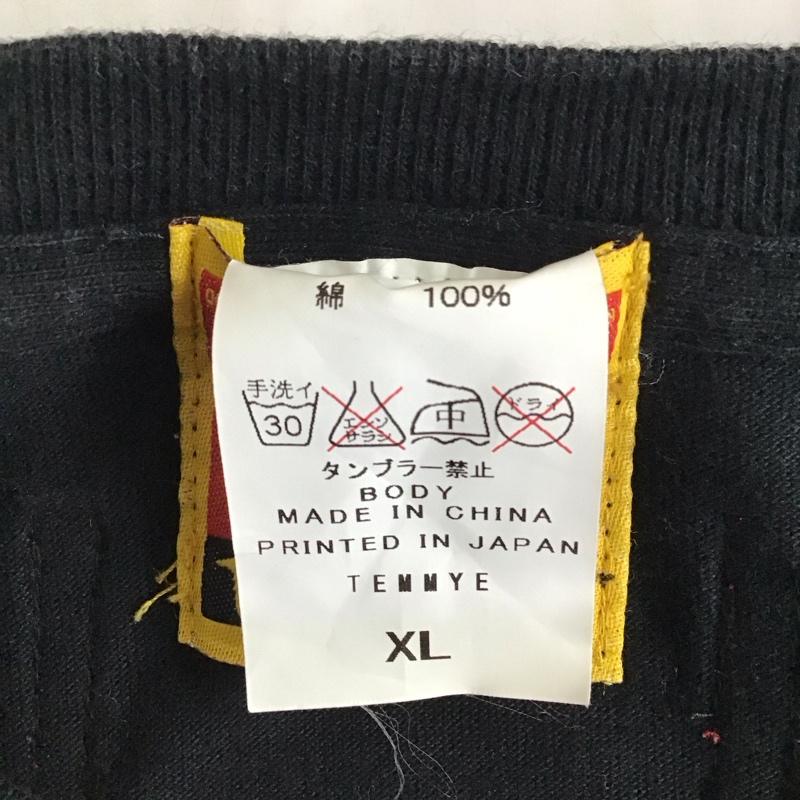 綿 100%
手洗イ
30 エンソ 中 ドライ
サラシ
タンブラー禁止
BODY
MADE IN CHINA
PRINTED IN JAPAN
TEMMYE
XL